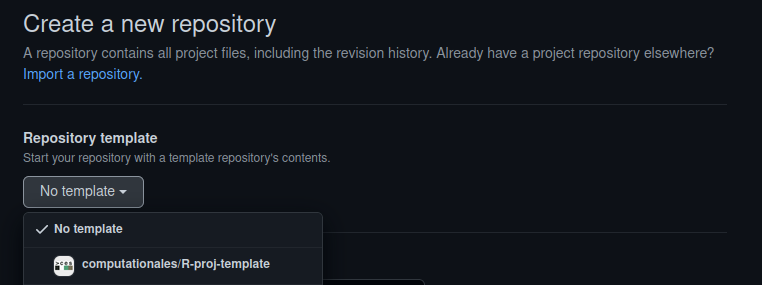 Create a new repository
A repository contains all project files, including the revision history. Already have a project repository elsewhere?
Import a repository.
Repository template
Start your repository with a template repository's contents.
No template
No template
computationales/R-proj-template